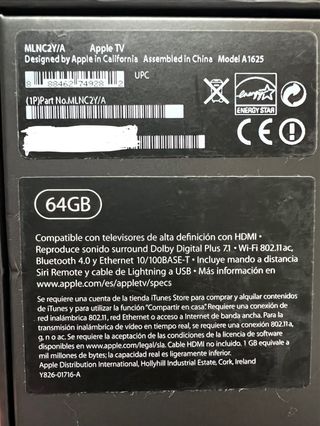 MLNC2Y/A Apple TV
Designed by Apple in California Assembled in China Model A1625
8 88462 74928 2 UPC
(1P)Part No.MLNC2Y/A
energy
ENERGY STAR
64GB
Compatible con televisores de alta definición con HDMI •
Reproduce sonido surround Dolby Digital Plus 7.1 • Wi-Fi 802.11ac,
Bluetooth 4.0 y Ethernet 10/100BASE-T • Incluye mando a distancia
Siri Remote y cable de Lightning a USB • Más información en
www.apple.com/es/appletv/specs
Se requiere una cuenta de la tienda iTunes Store para comprar y alquilar contenidos
de iTunes y para utilizar la función "Compartir en casa". Requiere una conexión de
red inalámbrica 802.11, red Ethernet o acceso a Internet de banda ancha. Para la
transmisión inalámbrica de vídeo en tiempo real, se requiere una conexión 802.11a,
g, n o ac. Se requiere la aceptación de las condiciones de la licencia de software
disponibles en www.apple.com/legal/sla. Cable HDMI no incluido. 1 GB equivale a
mil millones de bytes; la capacidad real es ligeramente inferior.
Apple Distribution International, Hollyhill Industrial Estate, Cork, Ireland
Y826-01716-A